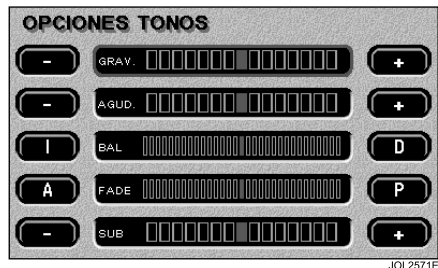 OPCIONES TONOS
- GRAV. +
- AGUD. +
I BAL D
A FADE P
- SUB +
JOL2571E